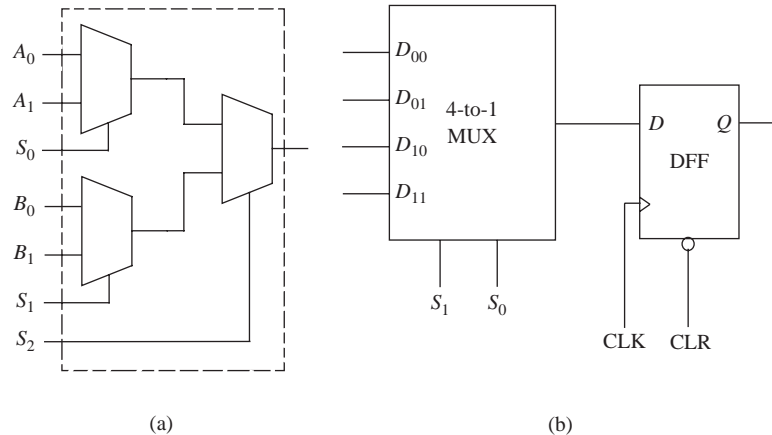 A₀
A₁
S₀
B₀
B₁
S₁
S₂
(a)
D₀₀
D₀₁
D₁₀
D₁₁
4-to-1
MUX
S₁ S₀
D Q
DFF
CLK CLR
(b)